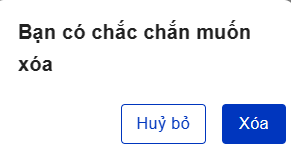 Bạn có chắc chắn muốn
xóa
Huỷ bỏ
Xóa